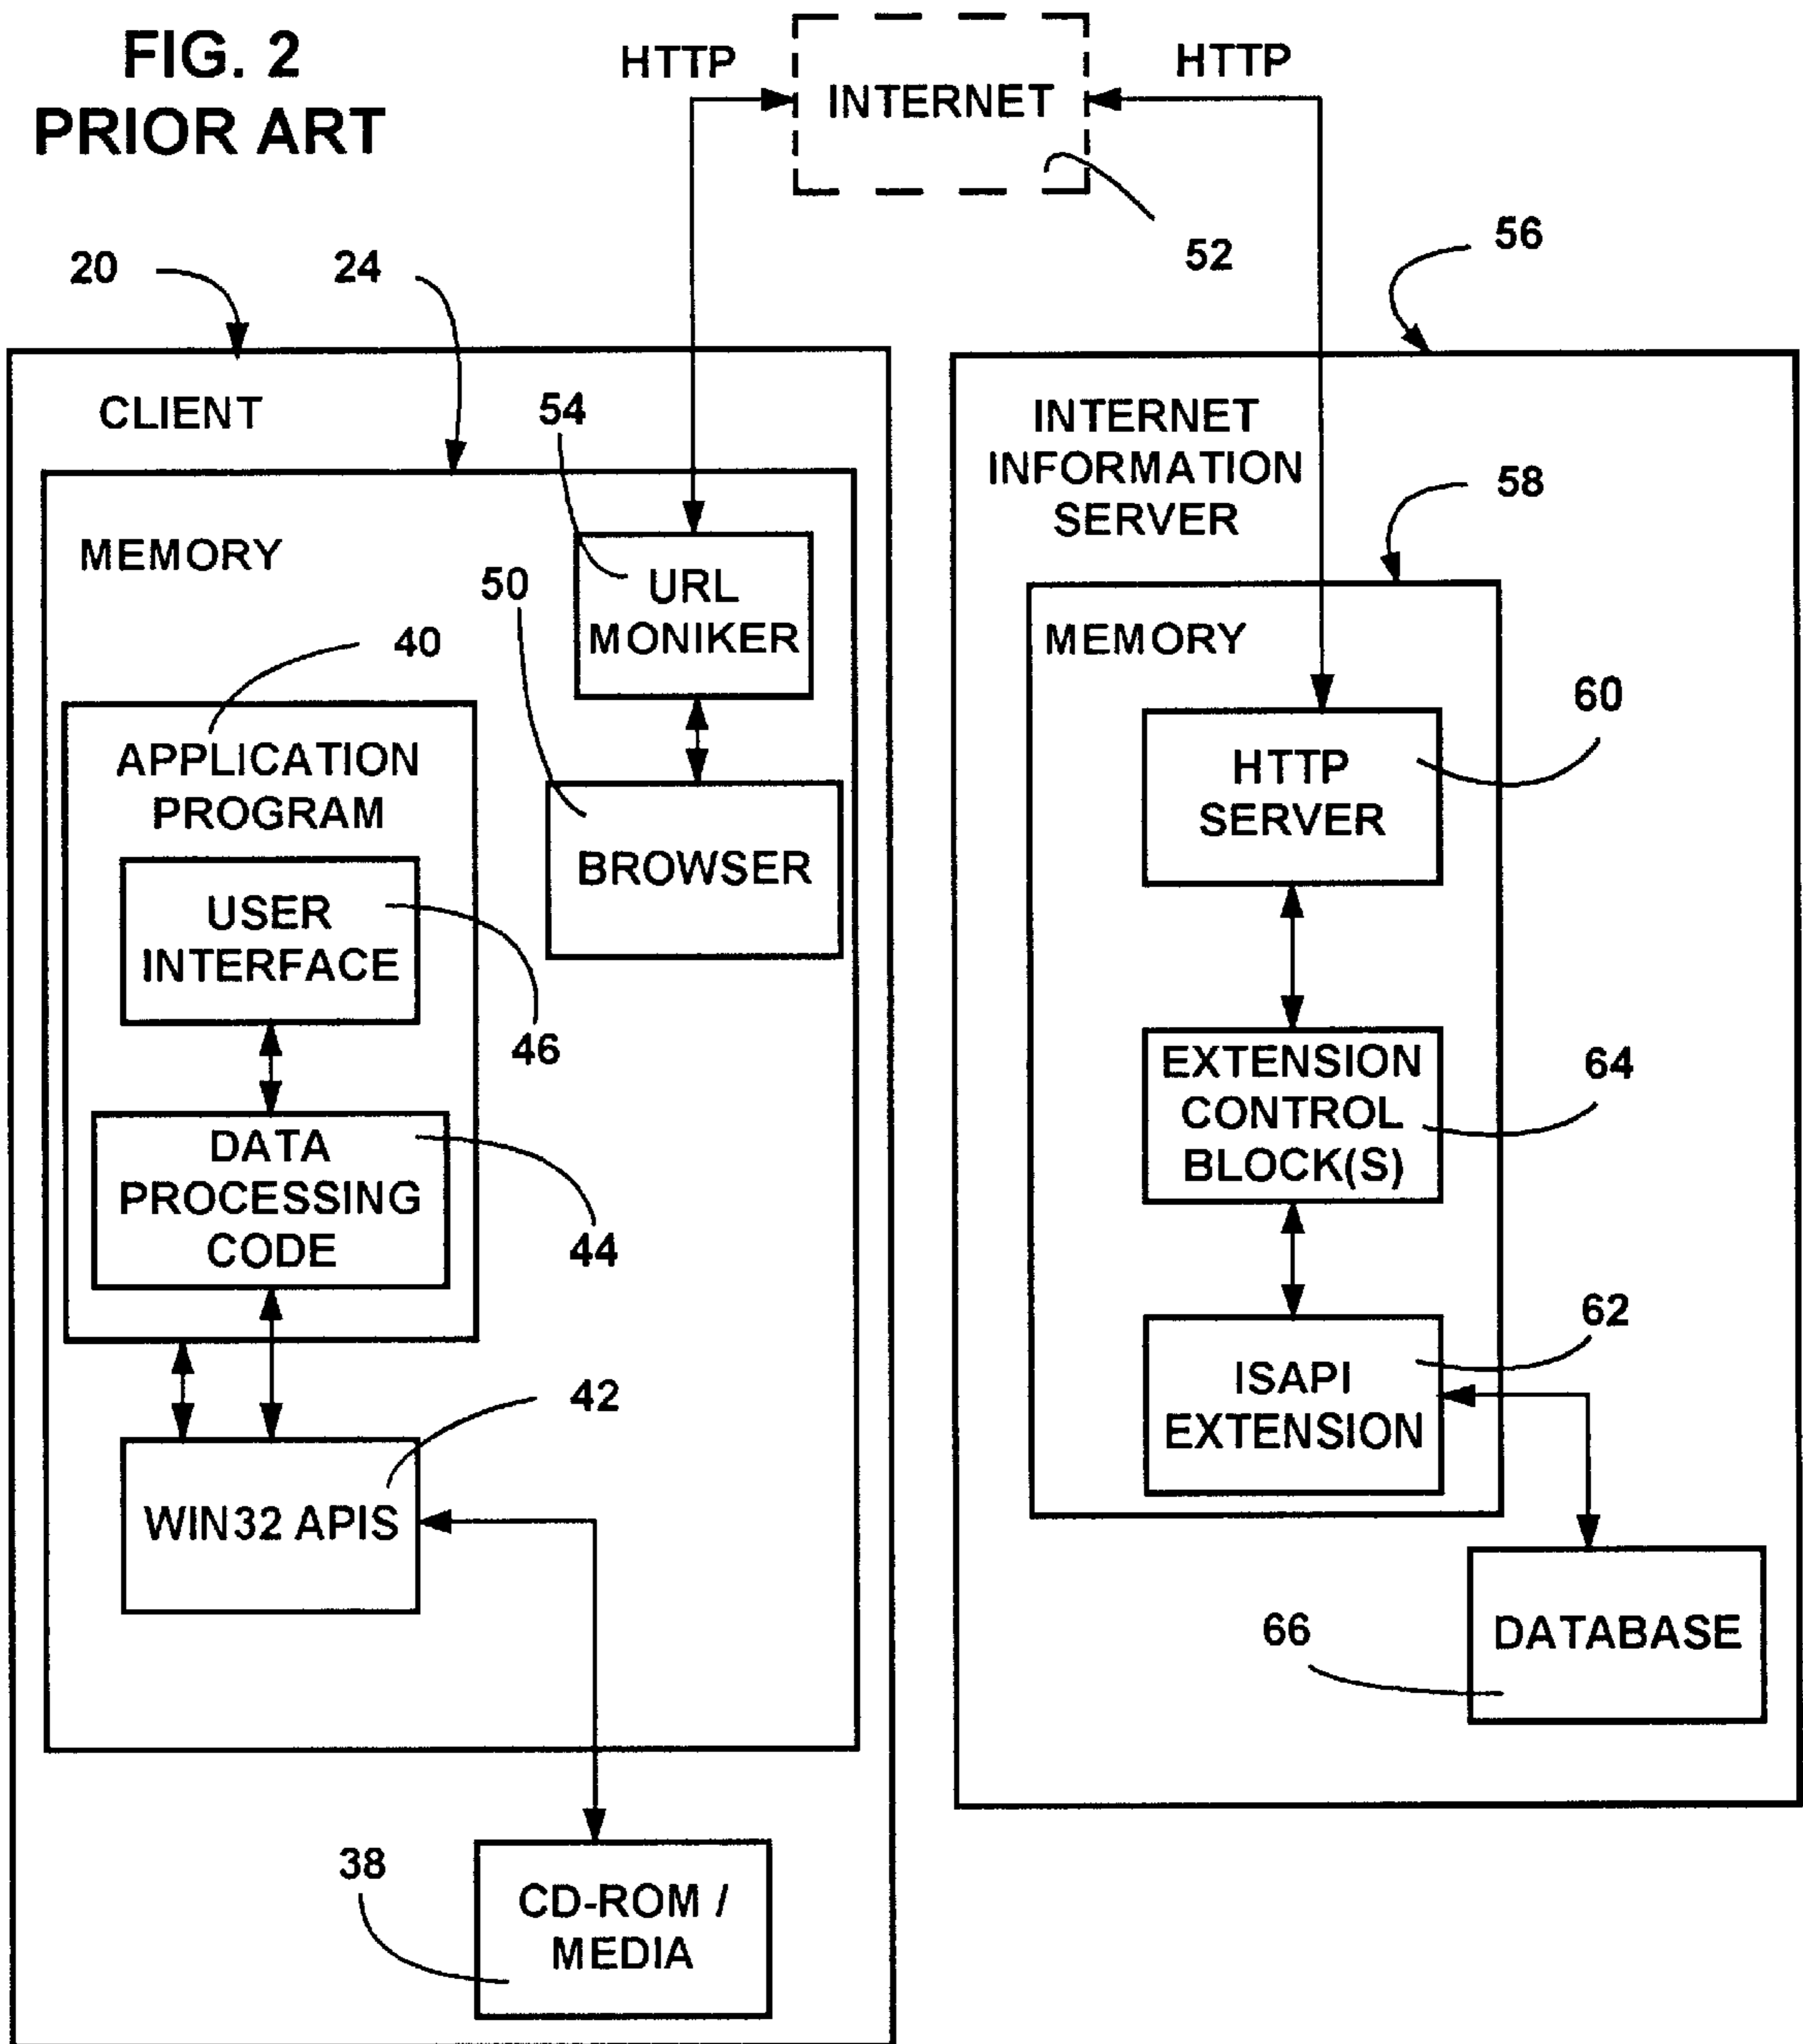 FIG. 2
PRIOR ART
HTTP
INTERNET
HTTP
52
20
24
56
CLIENT
MEMORY
54
URL
MONIKER
50
BROWSER
40
APPLICATION
PROGRAM
USER
INTERFACE
46
DATA
PROCESSING
CODE
44
42
WIN32 APIS
38
CD-ROM /
MEDIA
INTERNET
INFORMATION
SERVER
58
MEMORY
60
HTTP
SERVER
EXTENSION
CONTROL
BLOCK(S)
64
62
ISAPI
EXTENSION
66
DATABASE